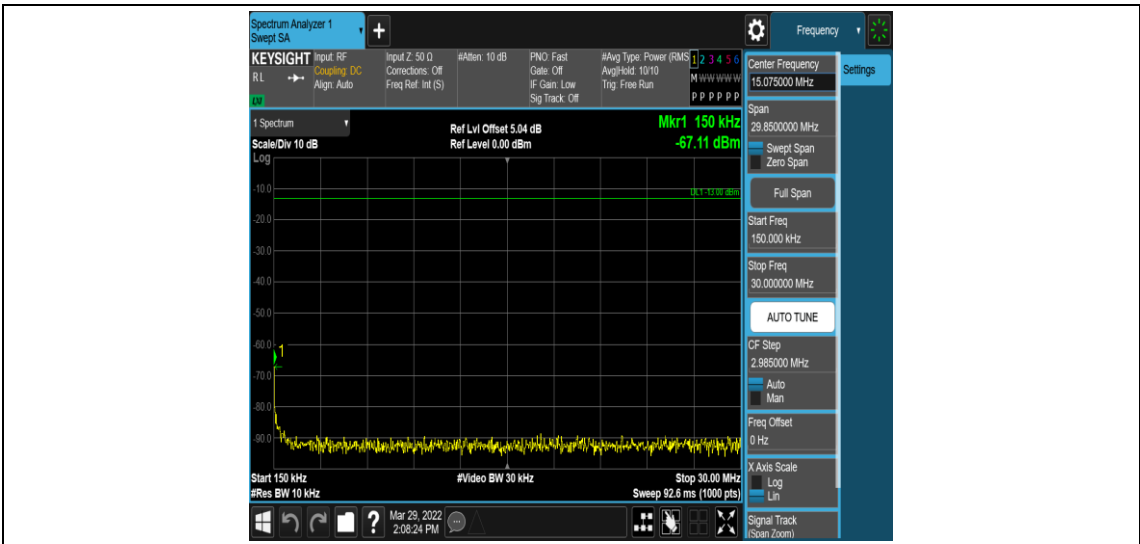 Spectrum Analyzer 1
Swept SA
+
Frequency
KEYSIGHT
RL
Input: RF
Coupling: DC
Align: Auto
Input Z: 50 Ω
Corrections: Off
Freq Ref: Int (S)
#Atten: 10 dB
PNO: Fast
Gate: Off
IF Gain: Low
Sig Track: Off
#Avg Type: Power (RMS
Avg|Hold: 10/10
Trig: Free Run
1 2 3 4 5 6
M W W W W W
P P P P P P
1 Spectrum
Scale/Div 10 dB
Log
Ref Lvl Offset 5.04 dB
Ref Level 0.00 dBm
Mkr1 150 kHz
-67.11 dBm
DL1 -13.00 dBm
-10.0
-20.0
-30.0
-40.0
-50.0
-60.0
1
-70.0
-80.0
-90.0
Start 150 kHz
#Res BW 10 kHz
#Video BW 30 kHz
Stop 30.00 MHz
Sweep 92.6 ms (1000 pts)
?
Mar 29, 2022
2:08:24 PM
Center Frequency
15.075000 MHz
Settings
Span
29.8500000 MHz
Swept Span
Zero Span
Full Span
Start Freq
150.000 kHz
Stop Freq
30.000000 MHz
AUTO TUNE
CF Step
2.985000 MHz
Auto
Man
Freq Offset
0 Hz
X Axis Scale
Log
Lin
Signal Track
(Span Zoom)